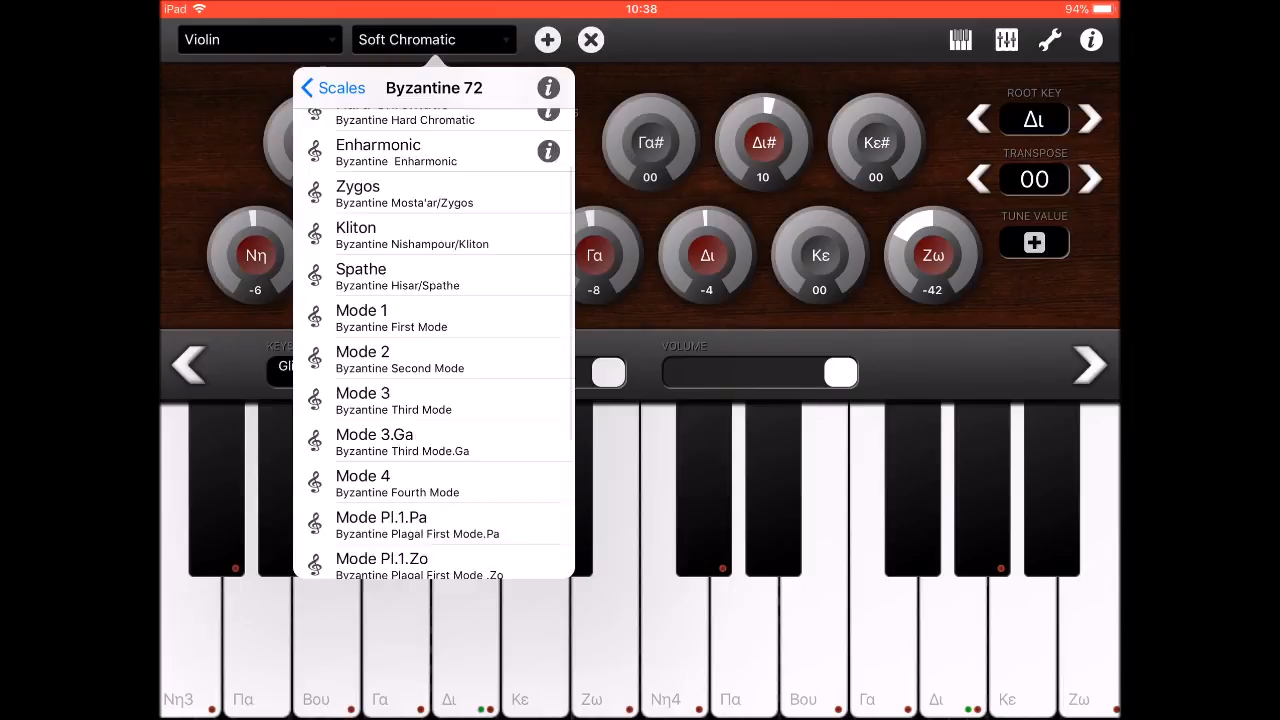 iPad
10:38
94%
Violin
Soft Chromatic
Scales
Byzantine 72
Byzantine Hard Chromatic
Enharmonic
Byzantine Enharmonic
Zygos
Byzantine Mosta'ar/Zygos
Kliton
Byzantine Nishampour/Kliton
Spathe
Byzantine Hisar/Spathe
Mode 1
Byzantine First Mode
Mode 2
Byzantine Second Mode
Mode 3
Byzantine Third Mode
Mode 3.Ga
Byzantine Third Mode.Ga
Mode 4
Byzantine Fourth Mode
Mode Pl.1.Pa
Byzantine Plagal First Mode.Pa
Mode Pl.1.Zo
Byzantine Plagal First Mode .Zo
Γα#
00
Δι#
10
Κε#
00
Νη
-6
Γα
-8
Δι
-4
Κε
00
Ζω
-42
ROOT KEY
Δι
TRANSPOSE
00
TUNE VALUE
VOLUME
Νη3 Πα Βου Γα Δι Κε Ζω Νη4 Πα Βου Γα Δι Κε Ζω